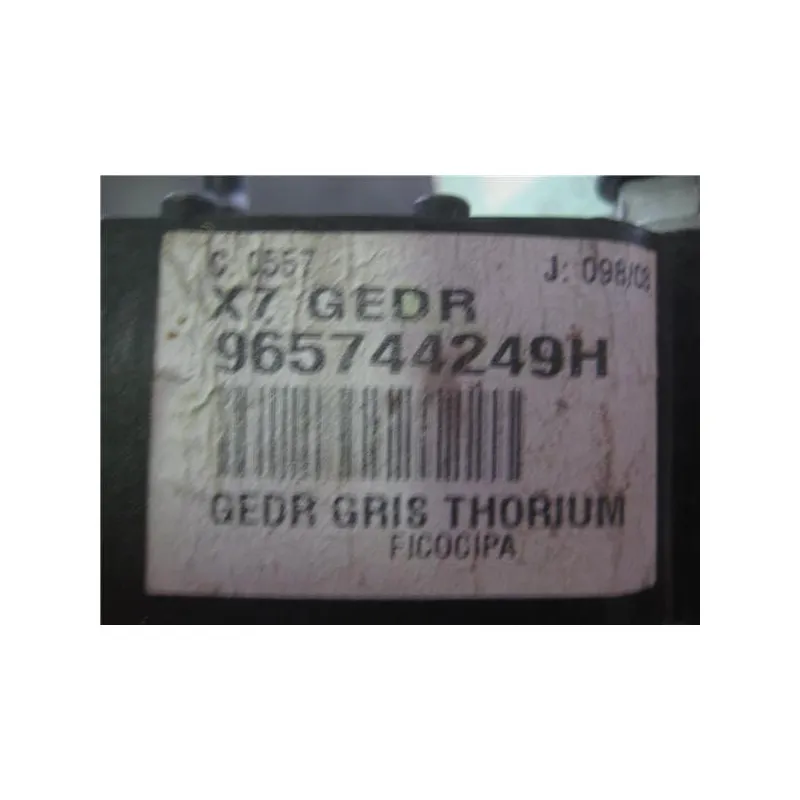 C 0557 J: 098/08
X7 GEDR
965744249H
GEDR GRIS THORIUM
FICOCIPA